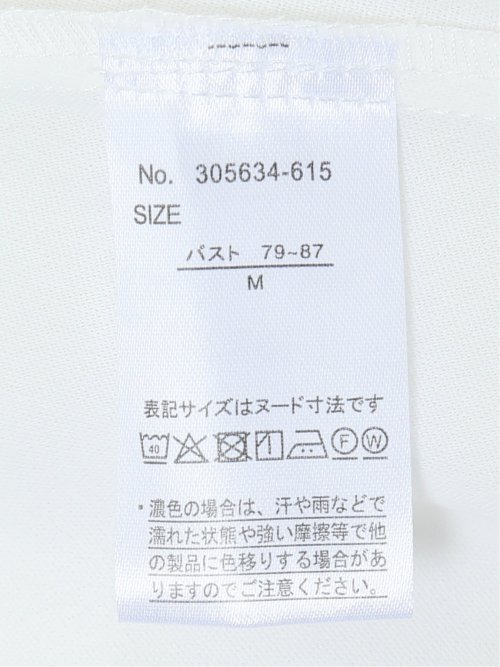 No. 305634-615
SIZE
バスト 79~87
M
表記サイズはヌード寸法です
40 F W
・濃色の場合は、汗や雨などで
濡れた状態や強い摩擦等で他
の製品に色移りする場合があ
りますのでご注意ください。